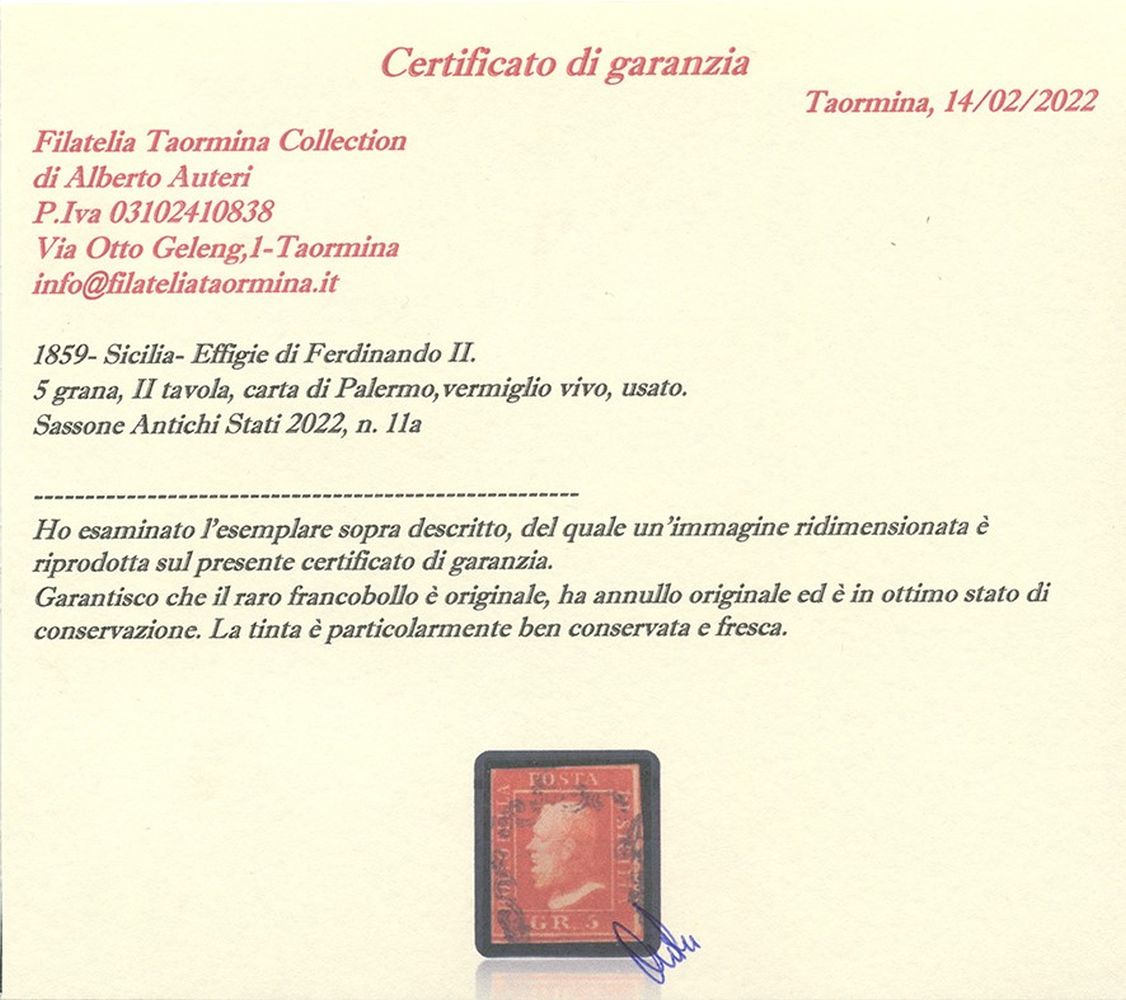 Certificato di garanzia
Taormina, 14/02/2022
Filatelia Taormina Collection
di Alberto Auteri
P.Iva 03102410838
Via Otto Geleng,1-Taormina
info@filateliataormina.it
1859- Sicilia- Effigie di Ferdinando II.
5 grana, II tavola, carta di Palermo,vermiglio vivo, usato.
Sassone Antichi Stati 2022, n. 11a
-----------------------------------------------------
Ho esaminato l'esemplare sopra descritto, del quale un'immagine ridimensionata è
riprodotta sul presente certificato di garanzia.
Garantisco che il raro francobollo è originale, ha annullo originale ed è in ottimo stato di
conservazione. La tinta è particolarmente ben conservata e fresca.
POSTA
GR. 5